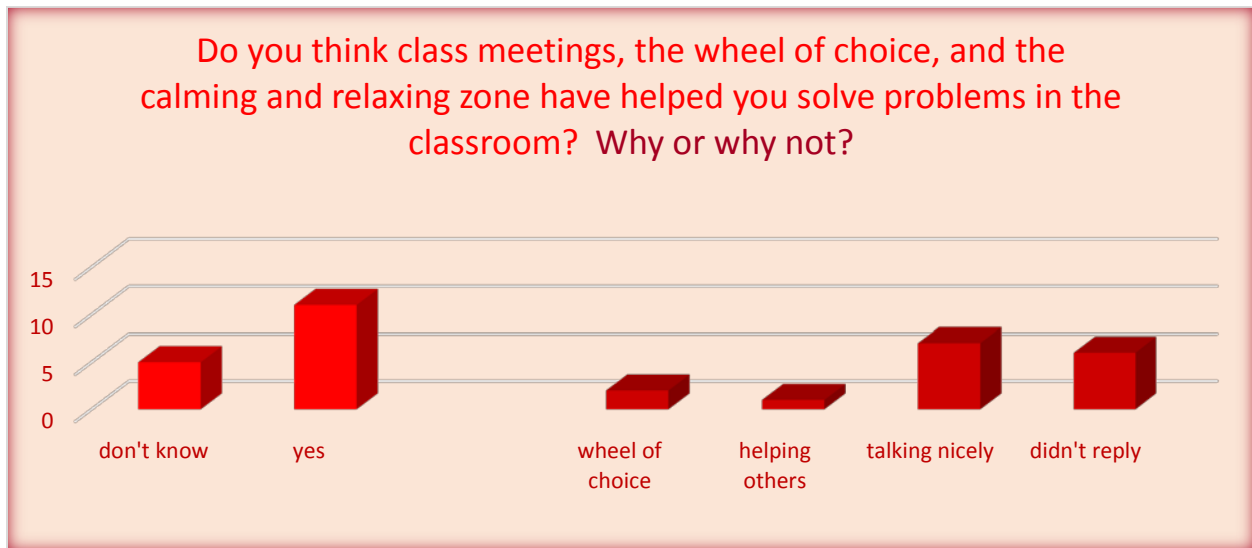 Do you think class meetings, the wheel of choice, and the
calming and relaxing zone have helped you solve problems in the
classroom?  Why or why not?
15
10
5
0
don't know
yes
wheel of
choice
helping
others
talking nicely
didn't reply